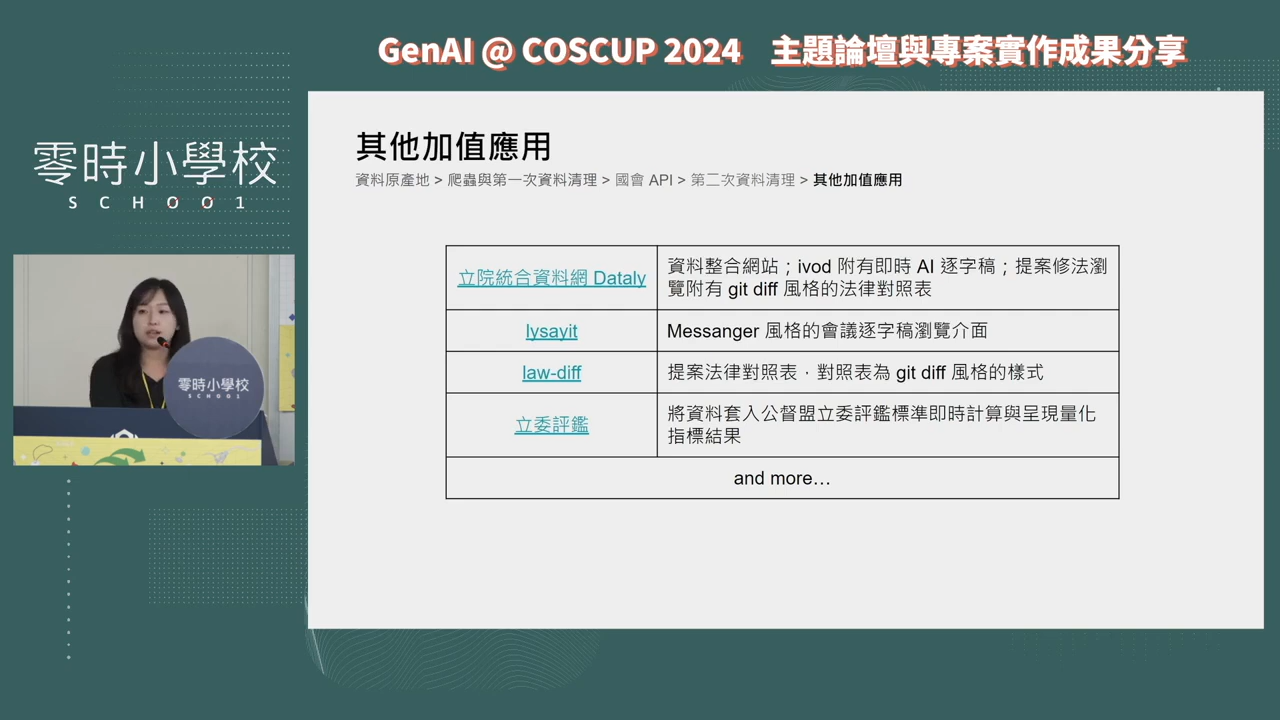 GenAI @ COSCUP 2024 主題論壇與專案實作成果分享
零時小學校
SCHOO1
零時小學校
SCHOO1
其他加值應用
資料原產地 > 爬蟲與第一次資料清理 > 國會 API > 第二次資料清理 > 其他加值應用
立院統合資料網 Dataly
資料整合網站；ivod 附有即時 AI 逐字稿；提案修法瀏
覽附有 git diff 風格的法律對照表
lysayit
Messanger 風格的會議逐字稿瀏覽介面
law-diff
提案法律對照表，對照表為 git diff 風格的樣式
立委評鑑
將資料套入公督盟立委評鑑標準即時計算與呈現量化
指標結果
and more…